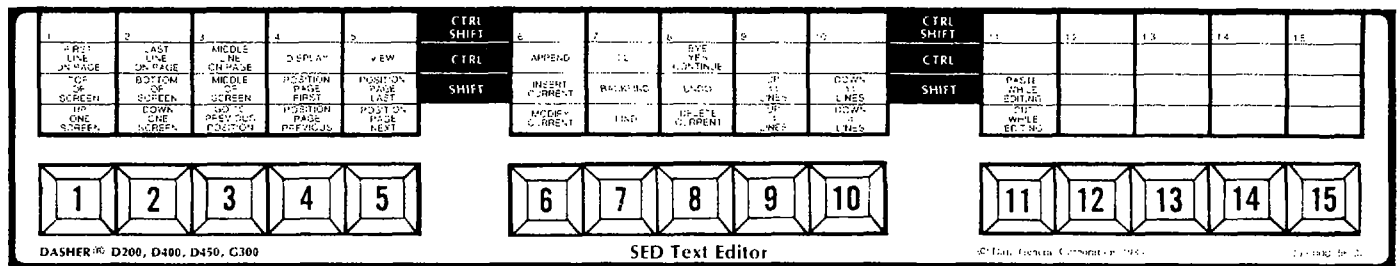 CTRL
SHIFT
CTRL
SHIFT
1 2 3 4 5
FIRST LINE ON PAGE
LAST LINE ON PAGE
MIDDLE LINE ON PAGE
DISPLAY
VIEW
TOP OF SCREEN
BOTTOM OF SCREEN
MIDDLE OF SCREEN
POSITION PAGE FIRST
POSITION PAGE LAST
UP ONE SCREEN
DOWN ONE SCREEN
GO TO PREVIOUS POSITION
POSITION PAGE PREVIOUS
POSITION PAGE NEXT
6 7 8 9 10
APPEND
BYE YES CONTINUE
INSERT CURRENT
BACKFIND
UNDO
UP 11 LINES
DOWN 11 LINES
MODIFY CURRENT
FIND
DELETE CURRENT
UP
LINES
DOWN
LINES
CTRL
SHIFT
CTRL
SHIFT
11 12 13 14 15
PASTE WHILE EDITING
CUT WHILE EDITING
1 2 3 4 5 6 7 8 9 10 11 12 13 14 15
DASHER® D200, D400, D450, G300
SED Text Editor
© Data General Corporation